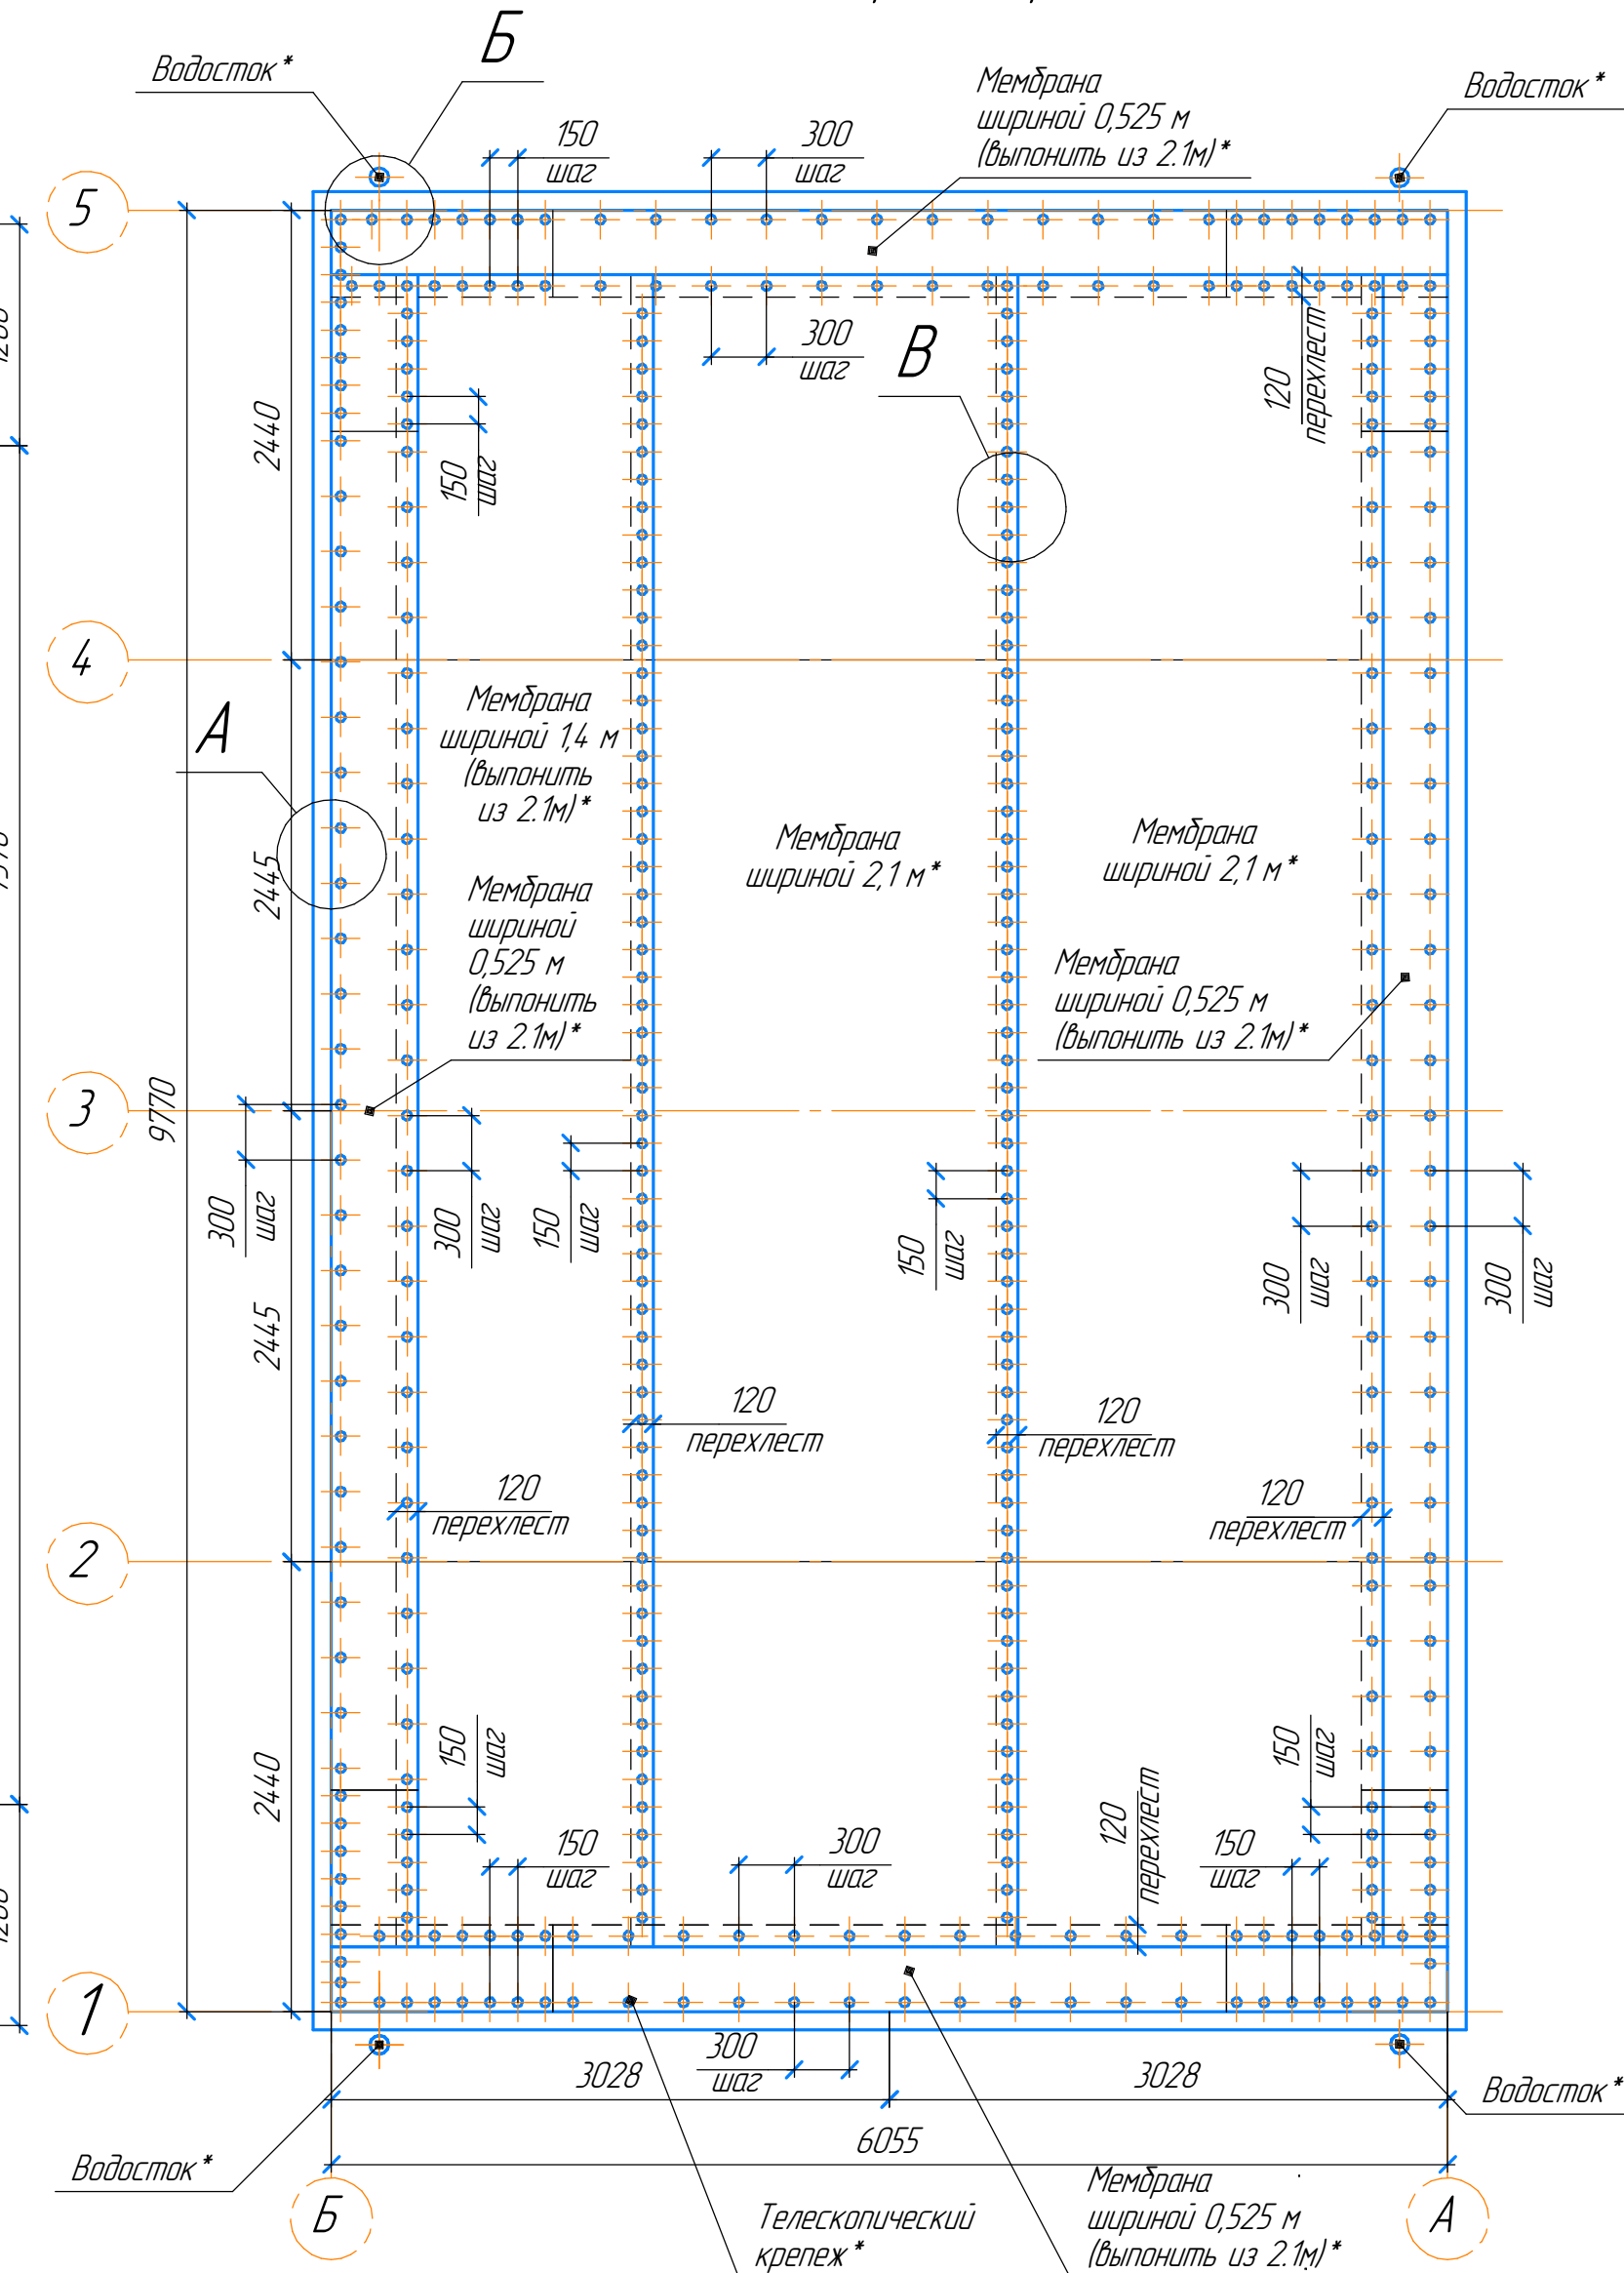 Водосток*
Б
Мембрана
шириной 0,525 м
(выпонить из 2.1м)*
Водосток*
150
шаг
300
шаг
5
300
шаг
В
120
перехлест
2440
150
шаг
4
А
Мембрана
шириной 1,4 м
(выпонить
из 2.1м)*
Мембрана
шириной 2,1 м*
Мембрана
шириной 2,1 м*
2445
Мембрана
шириной
0,525 м
(выпонить
из 2.1м)*
Мембрана
шириной 0,525 м
(выпонить из 2.1м)*
3
9770
300
шаг
300
шаг
150
шаг
150
шаг
300
шаг
300
шаг
2445
120
перехлест
120
перехлест
120
перехлест
120
перехлест
2
150
шаг
150
шаг
2440
150
шаг
300
шаг
120
перехлест
150
шаг
1
300
шаг
3028
3028
Водосток*
6055
Водосток*
Б
Телескопический
крепеж*
Мембрана
шириной 0,525 м
(выпонить из 2.1м)*
А